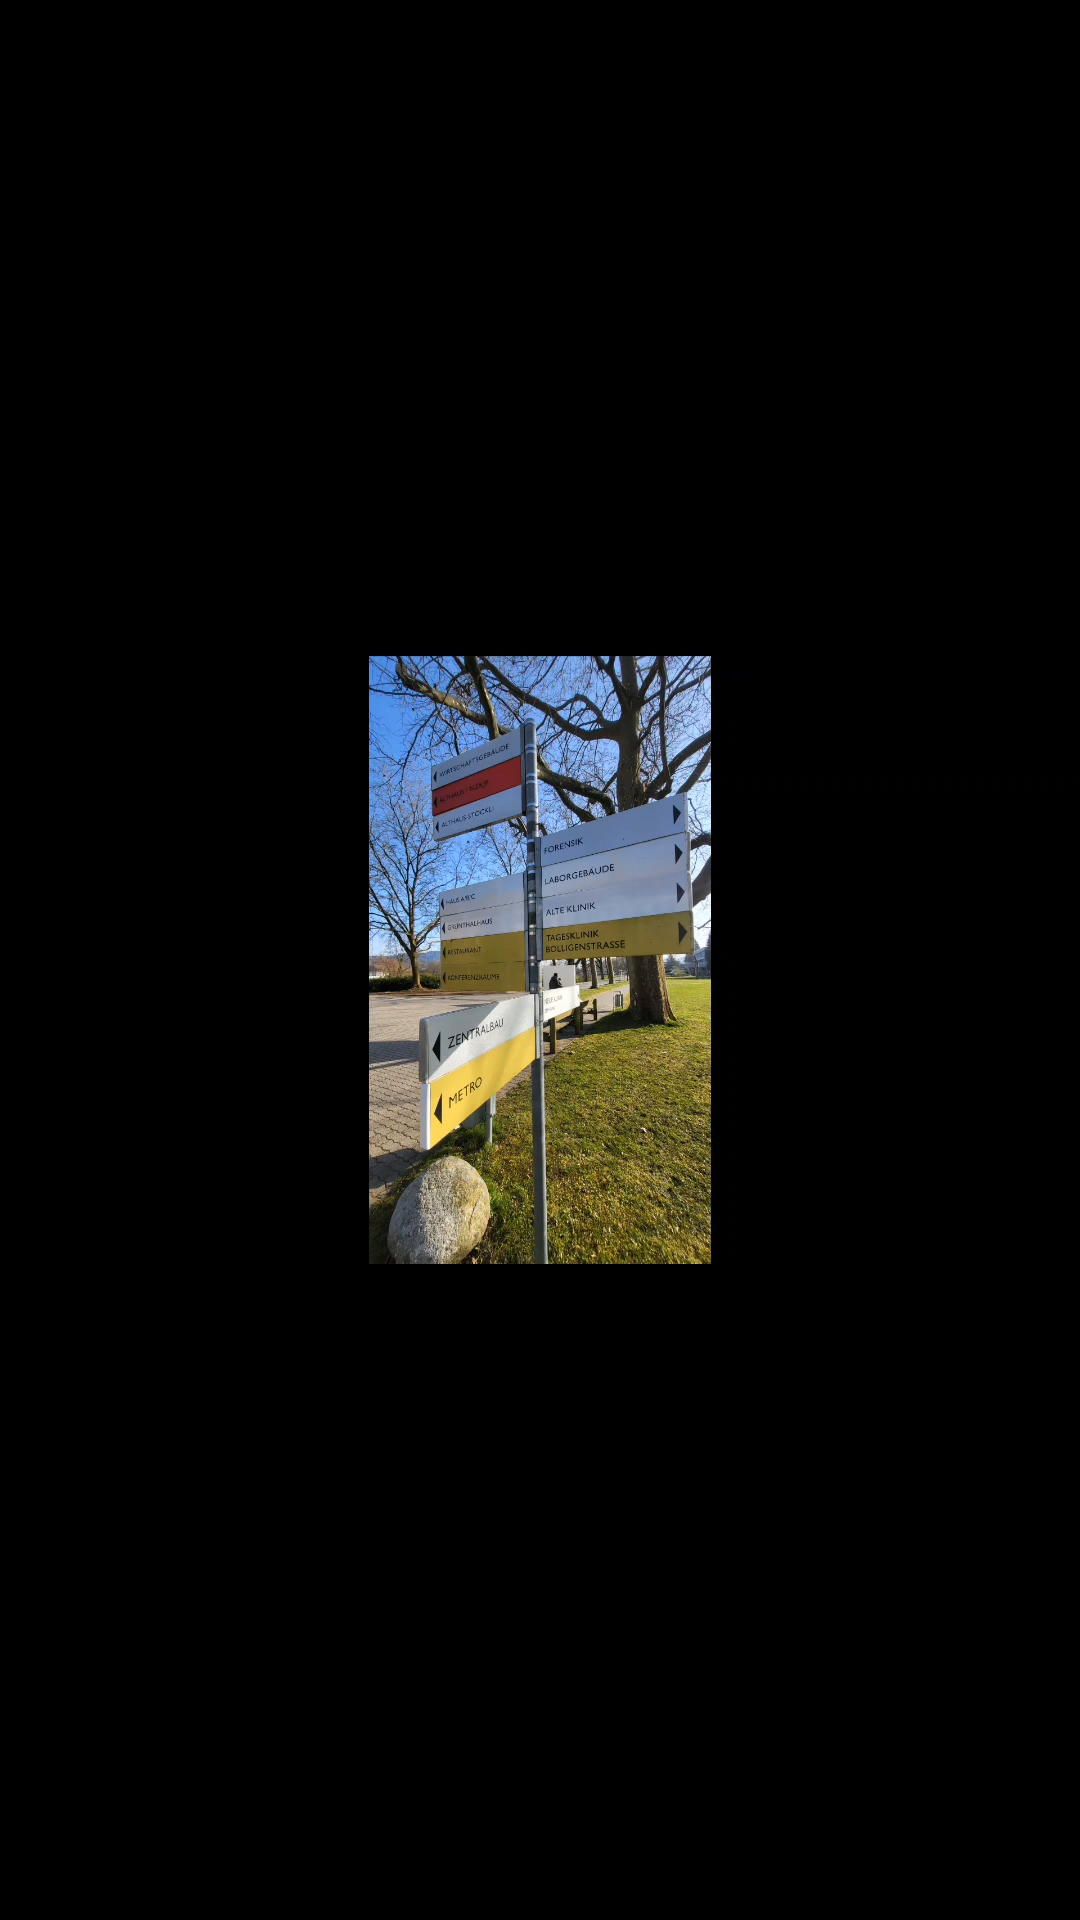 WIRTSCHAFTSGEBÄUDE
ALTHAUS-STÖCKLI
FORENSIK
LABORGEBÄUDE
ALTE KLINIK
TAGESKLINIK
BOLLIGENSTRASSE
HAUS A/B/C
GRÜNTHALHAUS
RESTAURANT
KONFERENZRÄUME
ZENTRALBAU
METRO